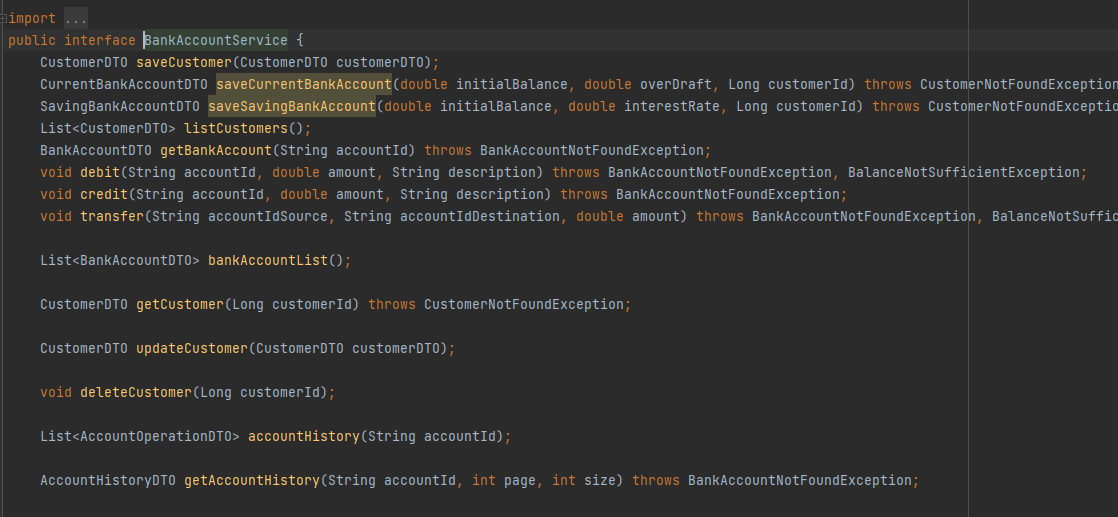 import ...
public interface BankAccountService {
CustomerDTO saveCustomer(CustomerDTO customerDTO);
CurrentBankAccountDTO saveCurrentBankAccount(double initialBalance, double overDraft, Long customerId) throws CustomerNotFoundException
SavingBankAccountDTO saveSavingBankAccount(double initialBalance, double interestRate, Long customerId) throws CustomerNotFoundExceptio
List<CustomerDTO> listCustomers();
BankAccountDTO getBankAccount(String accountId) throws BankAccountNotFoundException;
void debit(String accountId, double amount, String description) throws BankAccountNotFoundException, BalanceNotSufficientException;
void credit(String accountId, double amount, String description) throws BankAccountNotFoundException;
void transfer(String accountIdSource, String accountIdDestination, double amount) throws BankAccountNotFoundException, BalanceNotSuffic
List<BankAccountDTO> bankAccountList();
CustomerDTO getCustomer(Long customerId) throws CustomerNotFoundException;
CustomerDTO updateCustomer(CustomerDTO customerDTO);
void deleteCustomer(Long customerId);
List<AccountOperationDTO> accountHistory(String accountId);
AccountHistoryDTO getAccountHistory(String accountId, int page, int size) throws BankAccountNotFoundException;